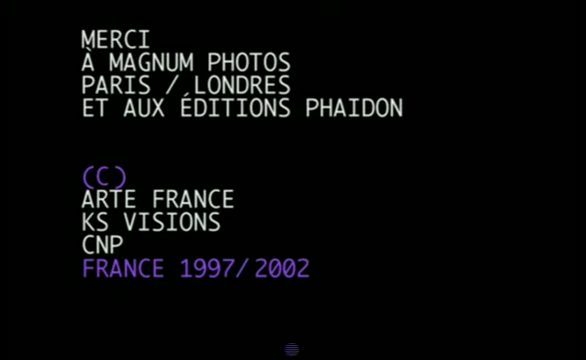 MERCI
À MAGNUM PHOTOS
PARIS / LONDRES
ET AUX ÉDITIONS PHAIDON
(C)
ARTE FRANCE
KS VISIONS
CNP
FRANCE 1997/2002